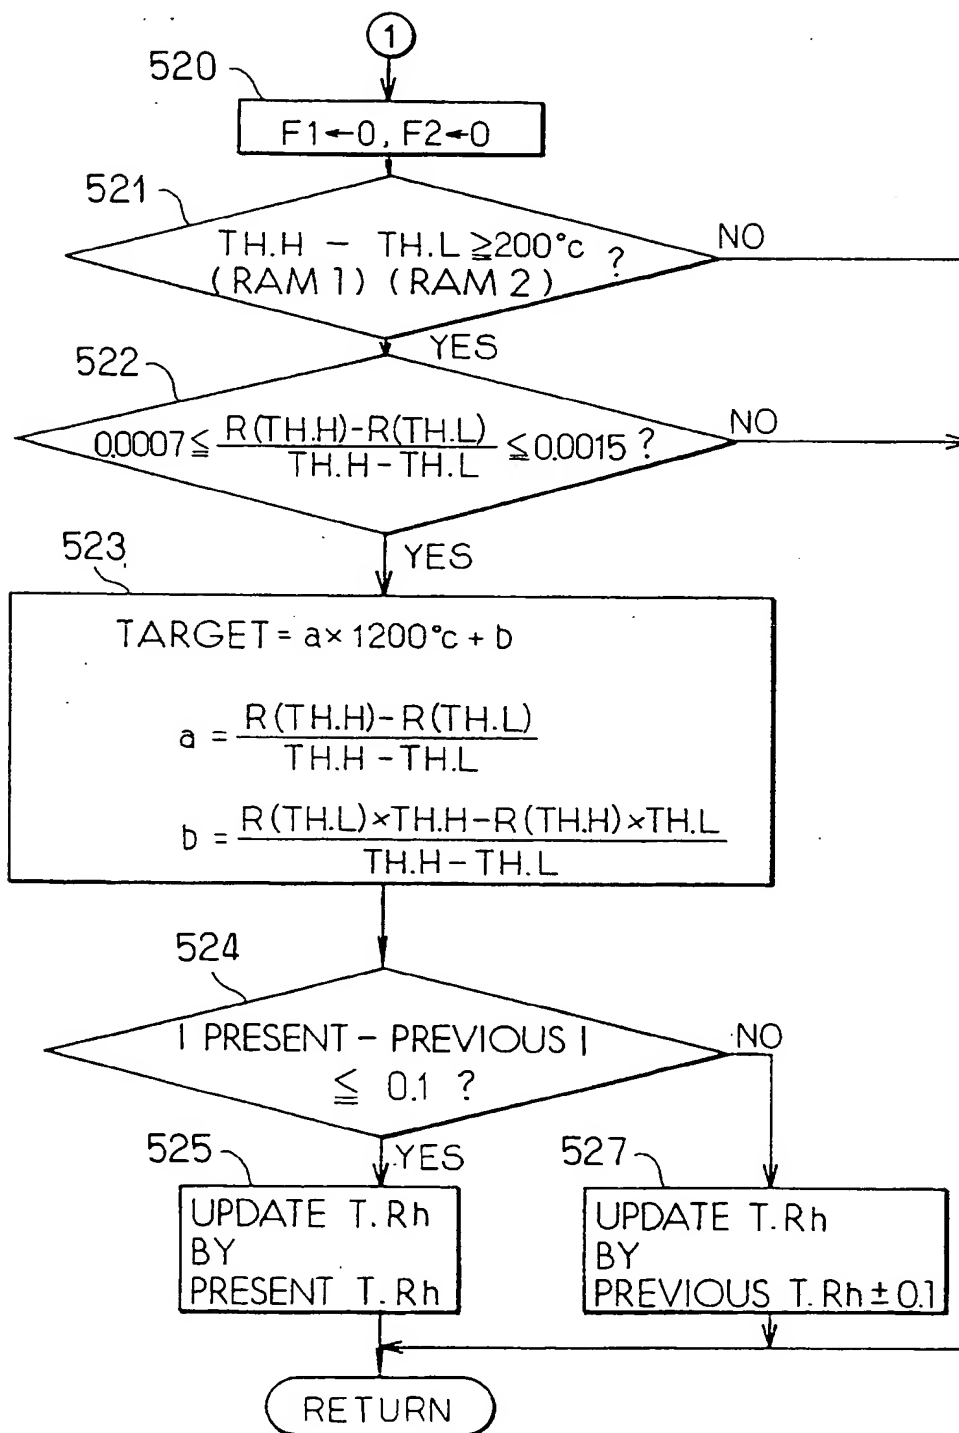 1
520
F1←0, F2←0
521
TH.H – TH.L ≧200°c ?
(RAM 1) (RAM 2)
NO
YES
522
0.0007 ≦ R(TH.H)-R(TH.L) / TH.H-TH.L ≦0.0015 ?
NO
YES
523
TARGET = a× 1200°c + b
a = R(TH.H)-R(TH.L) / TH.H -TH.L
b = R(TH.L)×TH.H-R(TH.H)×TH.L / TH.H- TH.L
524
| PRESENT – PREVIOUS |
≦ 0.1 ?
NO
YES
525
UPDATE T.Rh
BY
PRESENT T.Rh
527
UPDATE T.Rh
BY
PREVIOUS T.Rh±0.1
RETURN